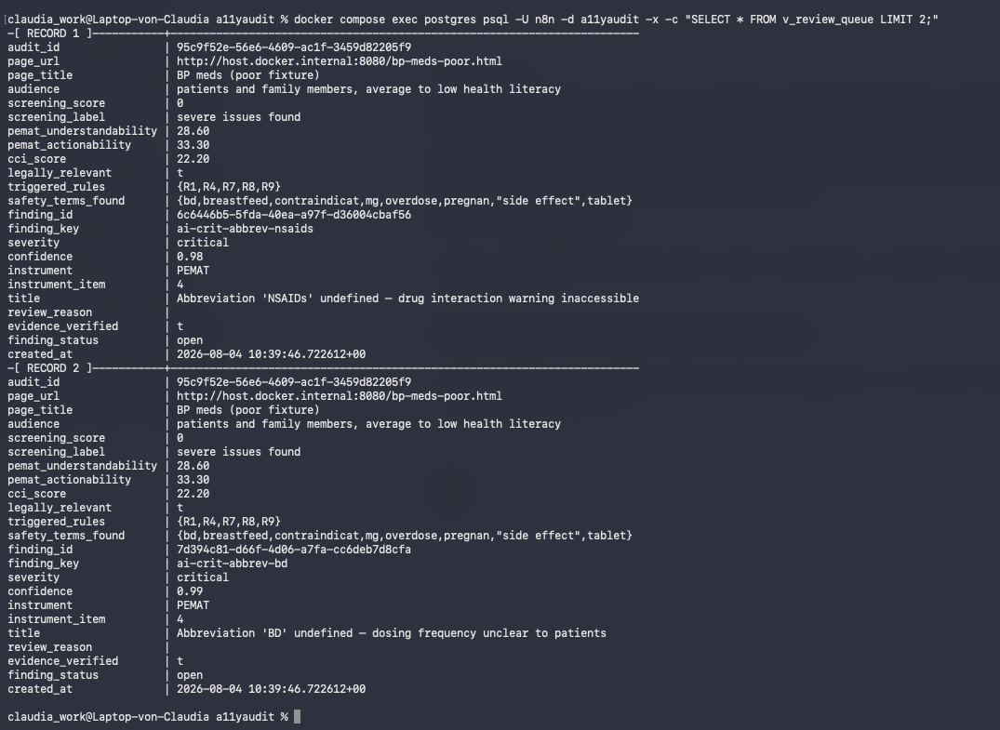 [claudia_work@Laptop-von-Claudia a11yaudit % docker compose exec postgres psql -U n8n -d a11yaudit -x -c "SELECT * FROM v_review_queue LIMIT 2;"
-[ RECORD 1 ]-----------+----------------------------------------------------------------------
audit_id                | 95c9f52e-56e6-4609-ac1f-3459d82205f9
page_url                | http://host.docker.internal:8080/bp-meds-poor.html
page_title              | BP meds (poor fixture)
audience                | patients and family members, average to low health literacy
screening_score         | 0
screening_label         | severe issues found
pemat_understandability | 28.60
pemat_actionability     | 33.30
cci_score               | 22.20
legally_relevant        | t
triggered_rules         | {R1,R4,R7,R8,R9}
safety_terms_found      | {bd,breastfeed,contraindicat,mg,overdose,pregnan,"side effect",tablet}
finding_id              | 6c6446b5-5fda-40ea-a97f-d36004cbaf56
finding_key             | ai-crit-abbrev-nsaids
severity                | critical
confidence              | 0.98
instrument              | PEMAT
instrument_item         | 4
title                   | Abbreviation 'NSAIDs' undefined — drug interaction warning inaccessible
review_reason           |
evidence_verified       | t
finding_status          | open
created_at              | 2026-08-04 10:39:46.722612+00
-[ RECORD 2 ]-----------+----------------------------------------------------------------------
audit_id                | 95c9f52e-56e6-4609-ac1f-3459d82205f9
page_url                | http://host.docker.internal:8080/bp-meds-poor.html
page_title              | BP meds (poor fixture)
audience                | patients and family members, average to low health literacy
screening_score         | 0
screening_label         | severe issues found
pemat_understandability | 28.60
pemat_actionability     | 33.30
cci_score               | 22.20
legally_relevant        | t
triggered_rules         | {R1,R4,R7,R8,R9}
safety_terms_found      | {bd,breastfeed,contraindicat,mg,overdose,pregnan,"side effect",tablet}
finding_id              | 7d394c81-d66f-4d06-a7fa-cc6deb7d8cfa
finding_key             | ai-crit-abbrev-bd
severity                | critical
confidence              | 0.99
instrument              | PEMAT
instrument_item         | 4
title                   | Abbreviation 'BD' undefined — dosing frequency unclear to patients
review_reason           |
evidence_verified       | t
finding_status          | open
created_at              | 2026-08-04 10:39:46.722612+00
claudia_work@Laptop-von-Claudia a11yaudit %